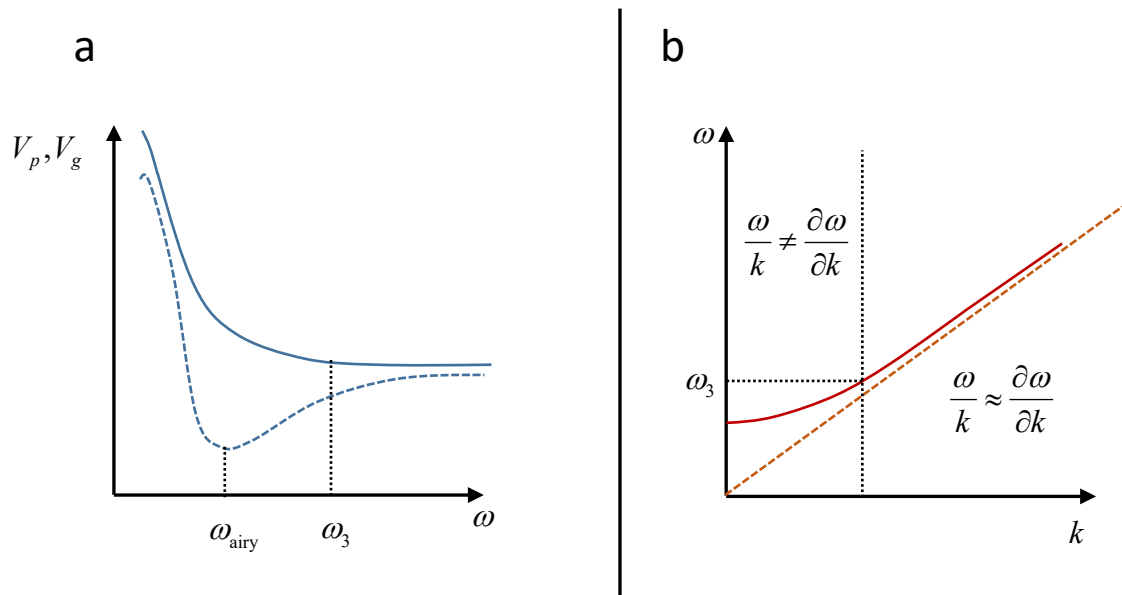 a
V_p, V_g
ω_airy
ω_3
ω
b
ω
ω/k ≠ ∂ω/∂k
ω_3
ω/k ≈ ∂ω/∂k
k